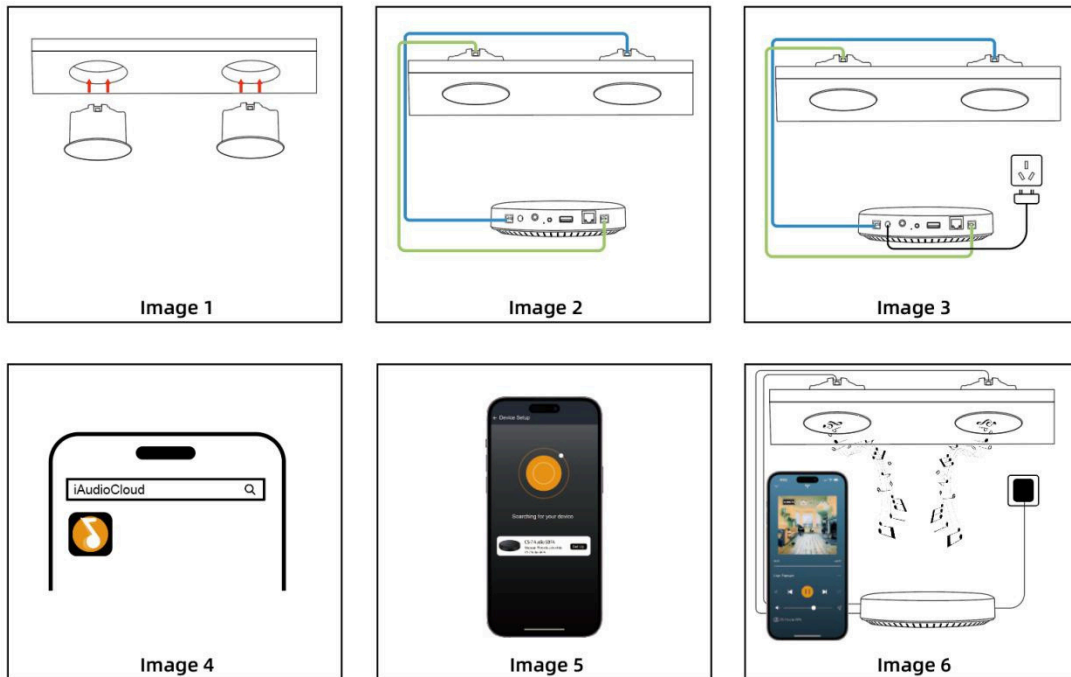 Image 1
Image 2
Image 3
iAudioCloud
Image 4
← Device Setup
Searching for your device
Image 5
Image 6